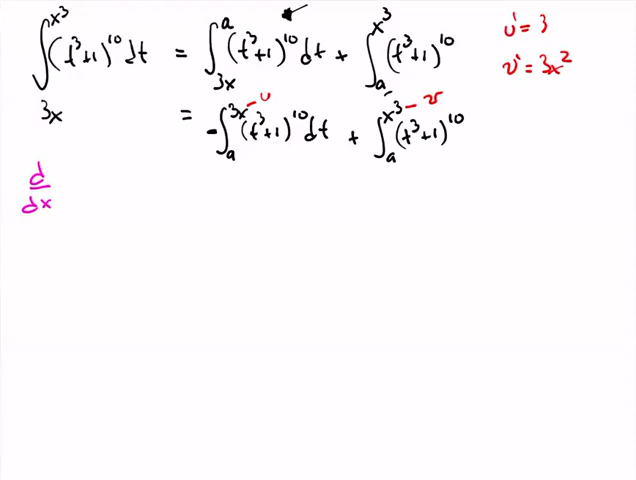 ∫_{3x}^{x³} (t³+1)^{10} dt = ∫_{3x}^{a} (t³+1)^{10} dt + ∫_{a}^{x³} (t³+1)^{10}
u' = 3
v' = 3x²
= -∫_{a}^{3x - u} (t³+1)^{10} dt + ∫_{a}^{x³ - v} (t³+1)^{10}
d/dx